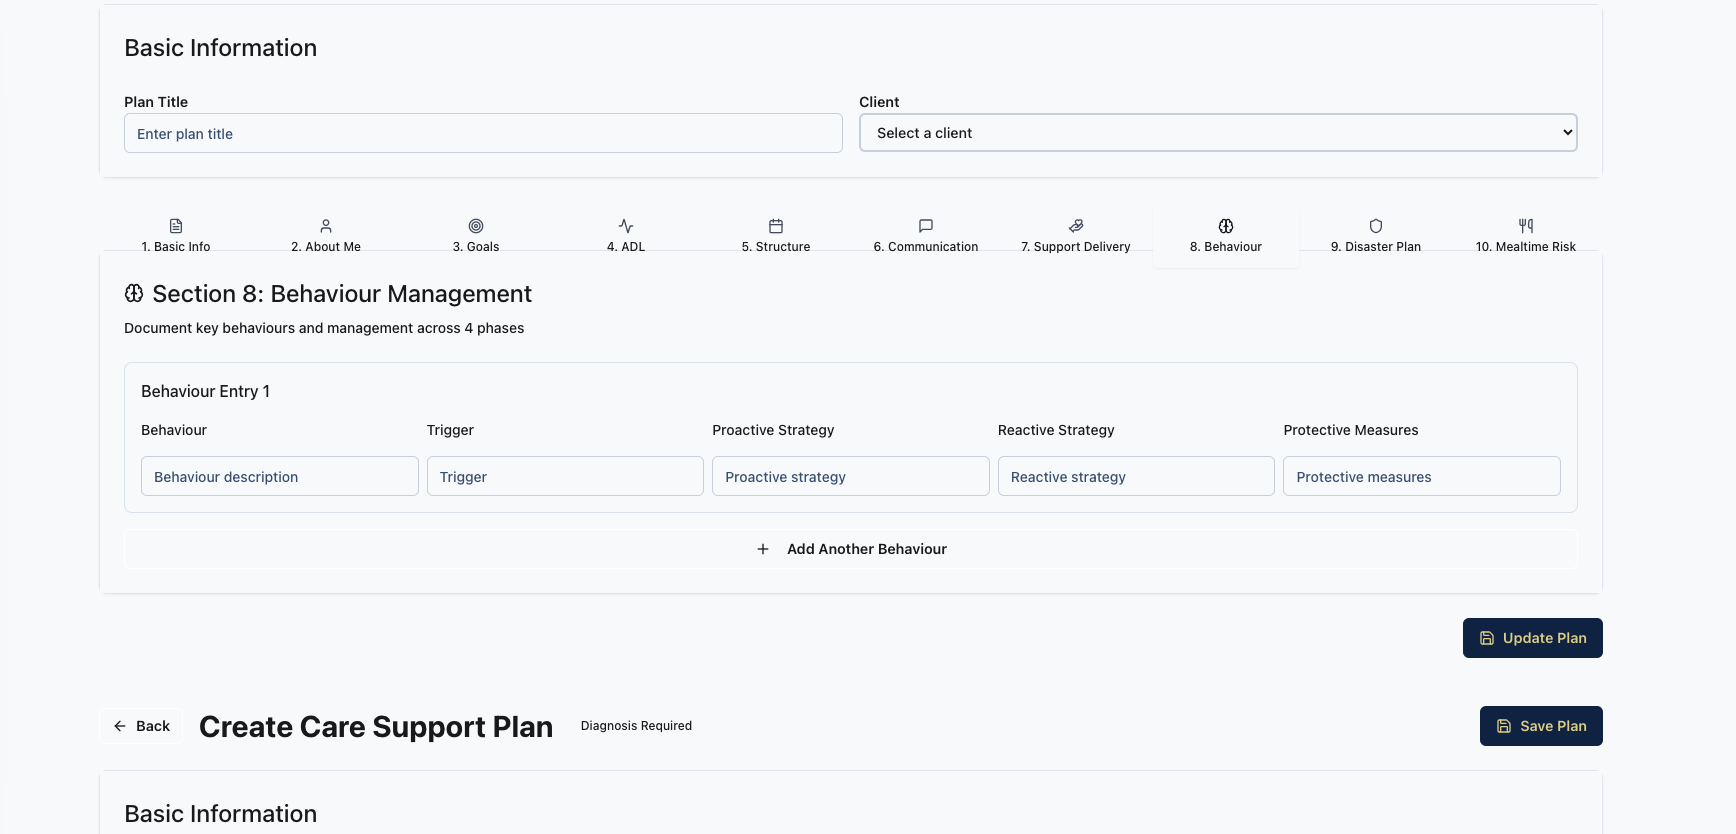 Basic Information
Plan Title
Client
Enter plan title
Select a client
1. Basic Info
2. About Me
3. Goals
4. ADL
5. Structure
6. Communication
7. Support Delivery
8. Behaviour
9. Disaster Plan
10. Mealtime Risk
Section 8: Behaviour Management
Document key behaviours and management across 4 phases
Behaviour Entry 1
Behaviour
Trigger
Proactive Strategy
Reactive Strategy
Protective Measures
Behaviour description
Trigger
Proactive strategy
Reactive strategy
Protective measures
Add Another Behaviour
Update Plan
Back
Create Care Support Plan
Diagnosis Required
Save Plan
Basic Information